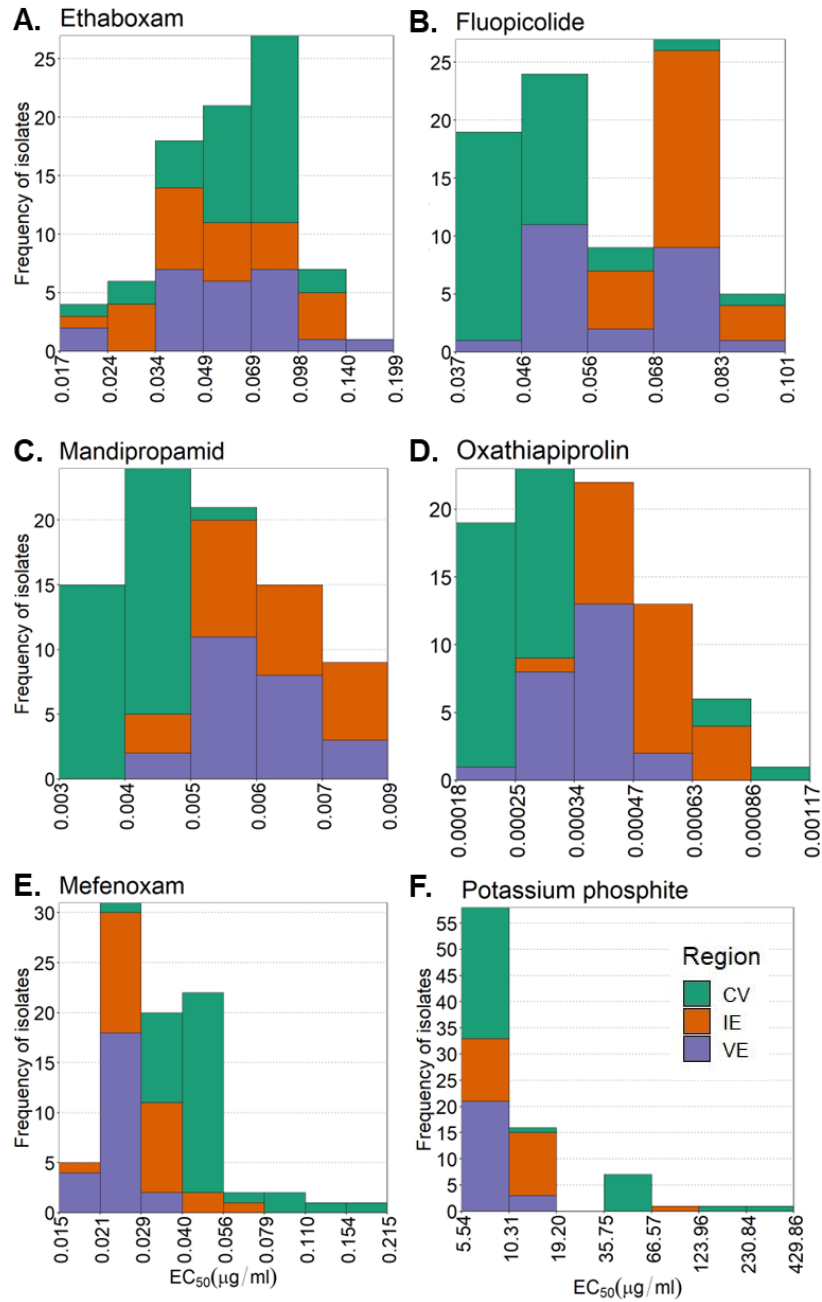 A. Ethaboxam
Frequency of isolates
25
20
15
10
5
0
0.017 0.024 0.034 0.049 0.069 0.098 0.140 0.199
B. Fluopicolide
25
20
15
10
5
0
0.037 0.046 0.056 0.068 0.083 0.101
C. Mandipropamid
Frequency of isolates
20
15
10
5
0
0.003 0.004 0.005 0.006 0.007 0.009
D. Oxathiapiprolin
20
15
10
5
0
0.00018 0.00025 0.00034 0.00047 0.00063 0.00086 0.00117
E. Mefenoxam
Frequency of isolates
30
25
20
15
10
5
0
0.015 0.021 0.029 0.040 0.056 0.079 0.110 0.154 0.215
EC50(μg/ml)
F. Potassium phosphite
Frequency of isolates
55
50
45
40
35
30
25
20
15
10
5
0
Region
CV
IE
VE
5.54 10.31 19.20 35.75 66.57 123.96 230.84 429.86
EC50(μg/ml)